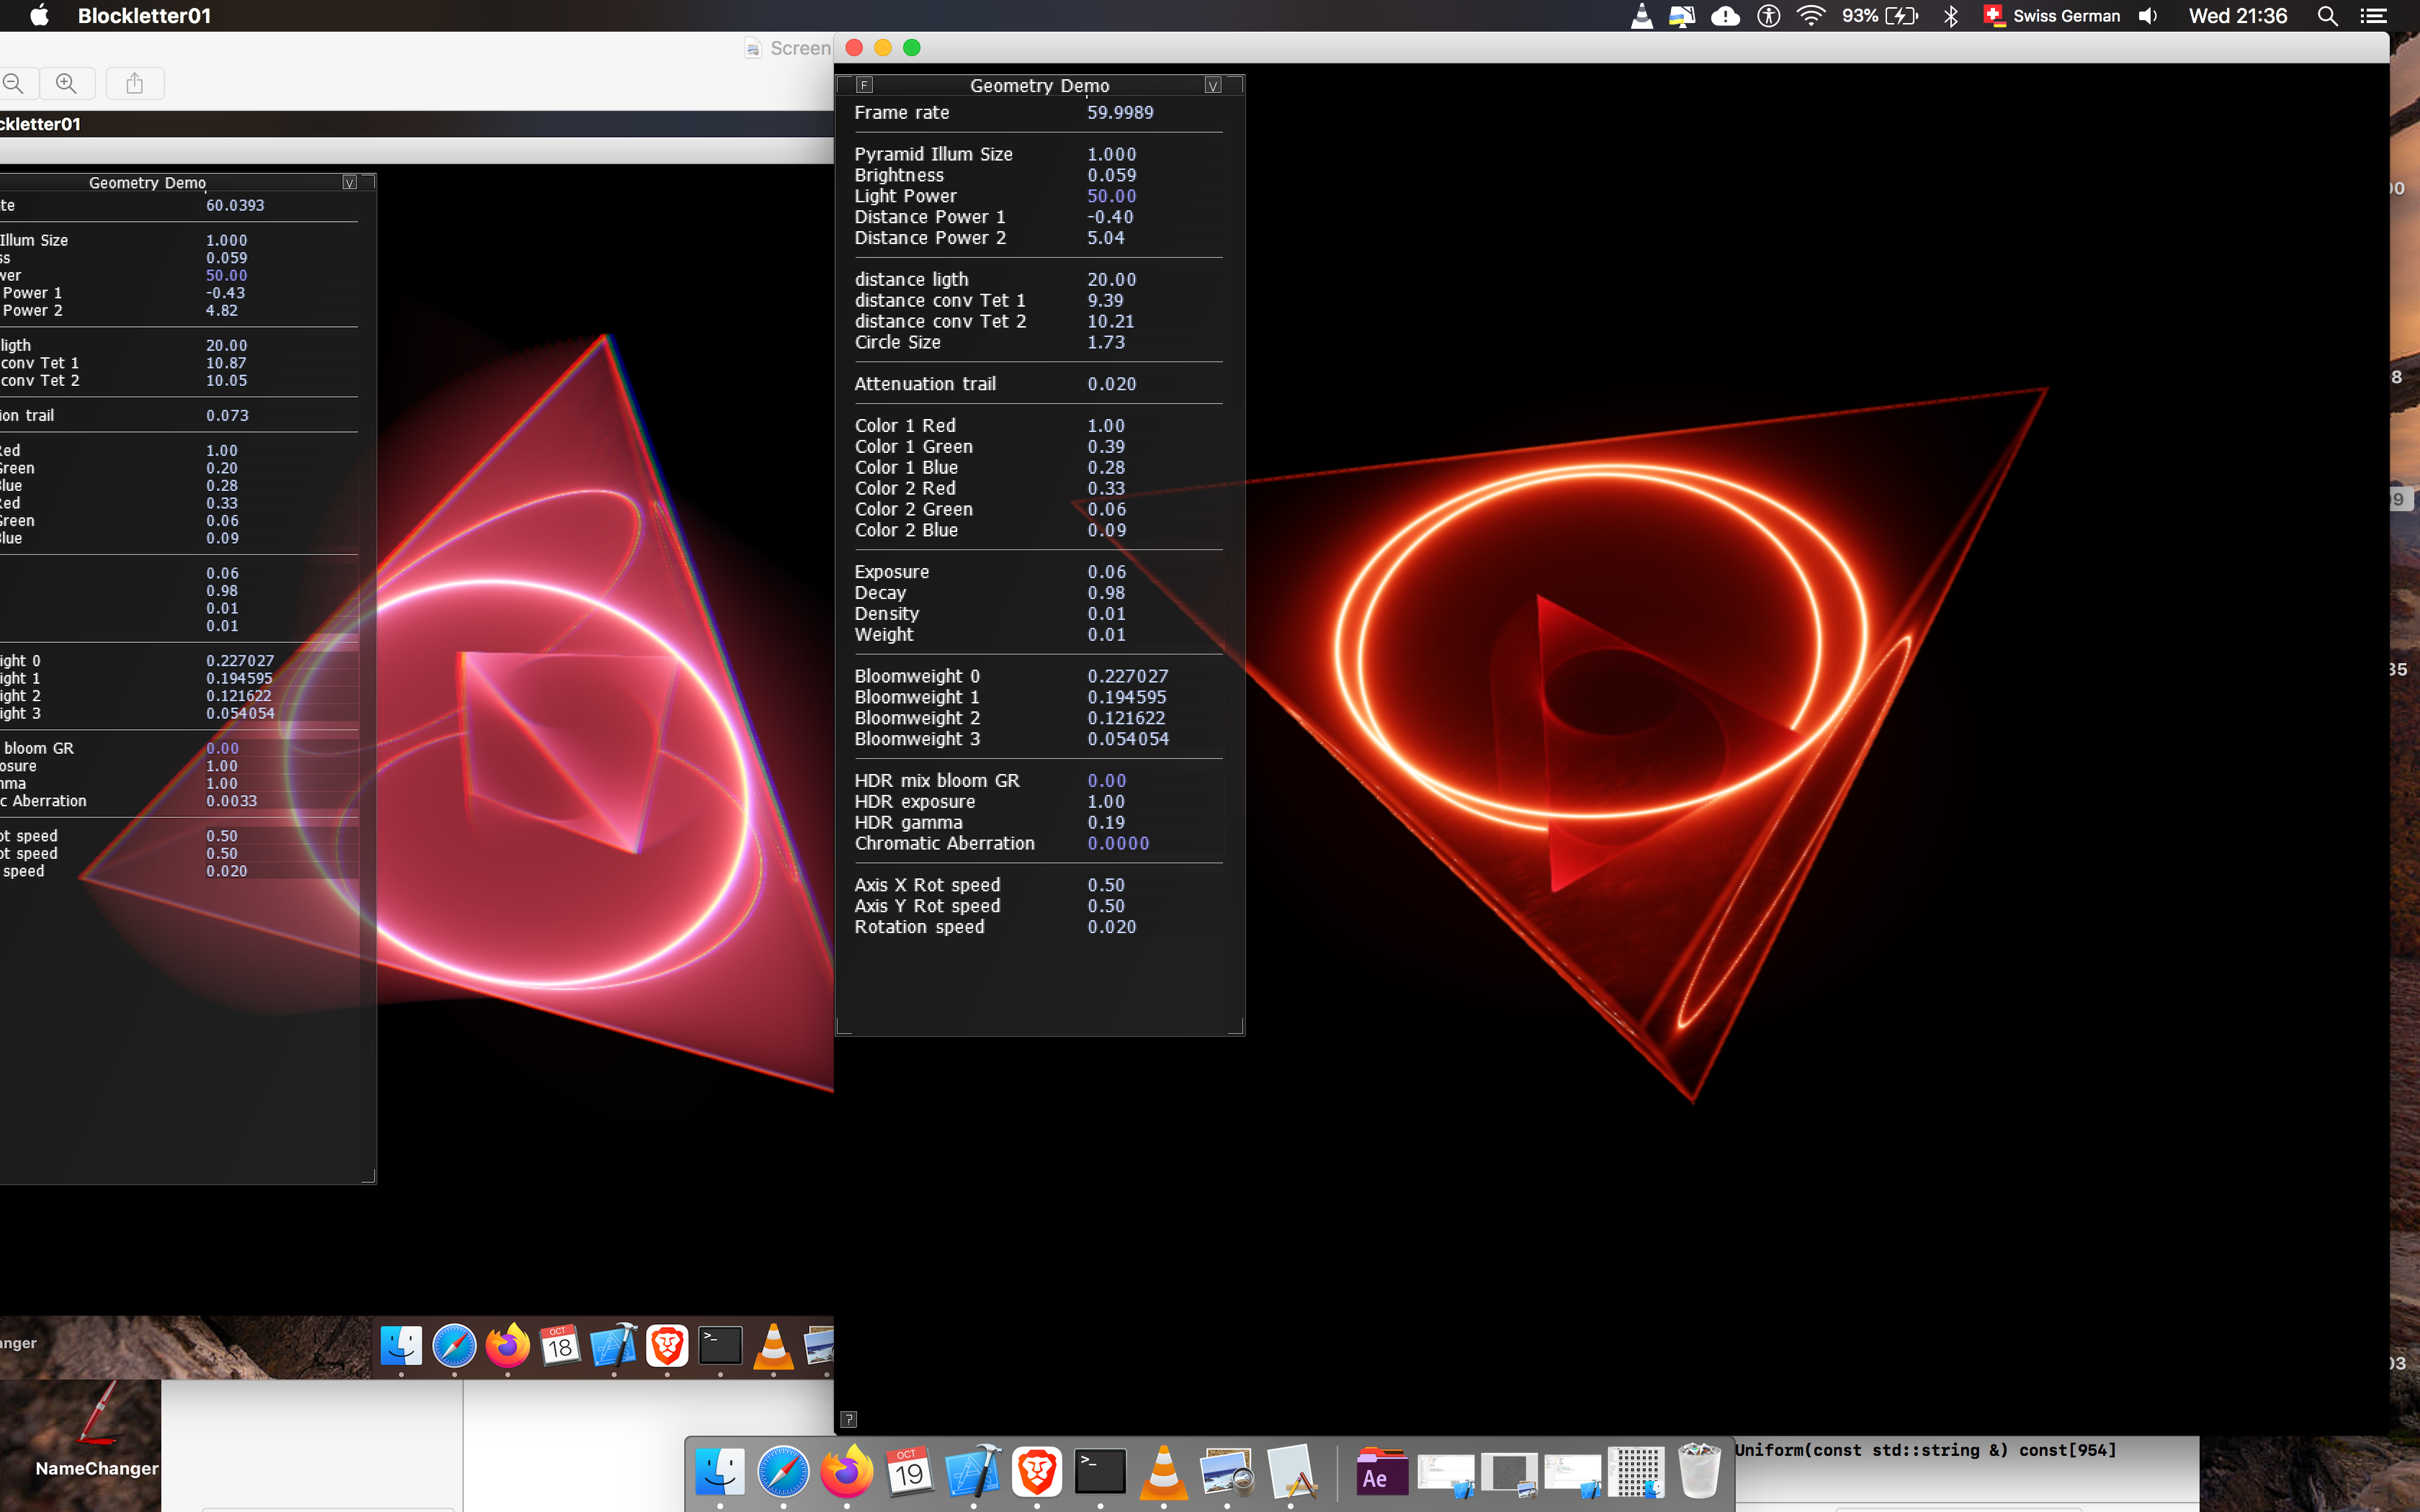 Blockletter01
93%
Swiss German
Wed 21:36
Screen
ckletter01
Geometry Demo
V
te 60.0393
Illum Size 1.000
ss 0.059
wer 50.00
Power 1 -0.43
Power 2 4.82
ligth 20.00
conv Tet 1 10.87
conv Tet 2 10.05
ion trail 0.073
Red 1.00
Green 0.20
Blue 0.28
Red 0.33
Green 0.06
Blue 0.09
0.06
0.98
0.01
0.01
ight 0 0.227027
ight 1 0.194595
ight 2 0.121622
ight 3 0.054054
bloom GR 0.00
osure 1.00
mma 1.00
c Aberration 0.0033
ot speed 0.50
ot speed 0.50
speed 0.020
F Geometry Demo V
Frame rate 59.9989
Pyramid Illum Size 1.000
Brightness 0.059
Light Power 50.00
Distance Power 1 -0.40
Distance Power 2 5.04
distance ligth 20.00
distance conv Tet 1 9.39
distance conv Tet 2 10.21
Circle Size 1.73
Attenuation trail 0.020
Color 1 Red 1.00
Color 1 Green 0.39
Color 1 Blue 0.28
Color 2 Red 0.33
Color 2 Green 0.06
Color 2 Blue 0.09
Exposure 0.06
Decay 0.98
Density 0.01
Weight 0.01
Bloomweight 0 0.227027
Bloomweight 1 0.194595
Bloomweight 2 0.121622
Bloomweight 3 0.054054
HDR mix bloom GR 0.00
HDR exposure 1.00
HDR gamma 0.19
Chromatic Aberration 0.0000
Axis X Rot speed 0.50
Axis Y Rot speed 0.50
Rotation speed 0.020
?
00
8
9
35
03
anger
OCT
18
>_
NameChanger
OCT
19
>_
Ae
Uniform(const std::string &) const[954]